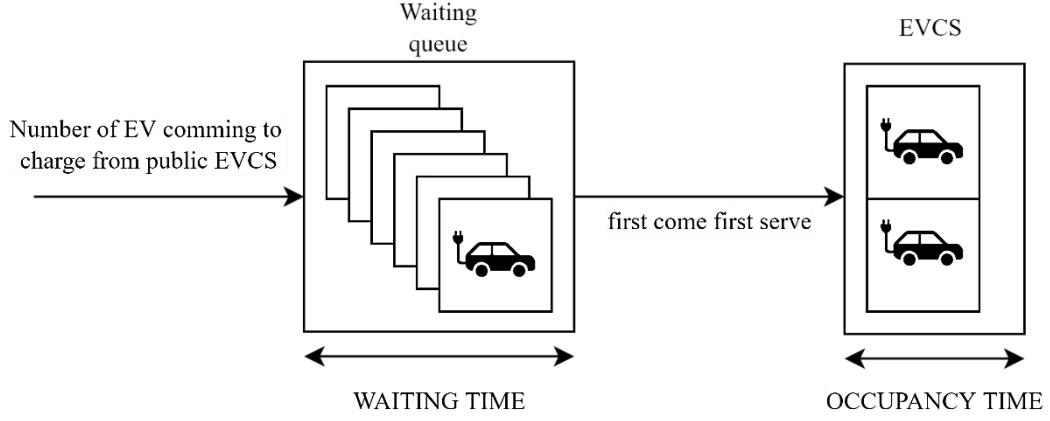 Waiting
queue
EVCS
Number of EV comming to
charge from public EVCS
first come first serve
WAITING TIME
OCCUPANCY TIME